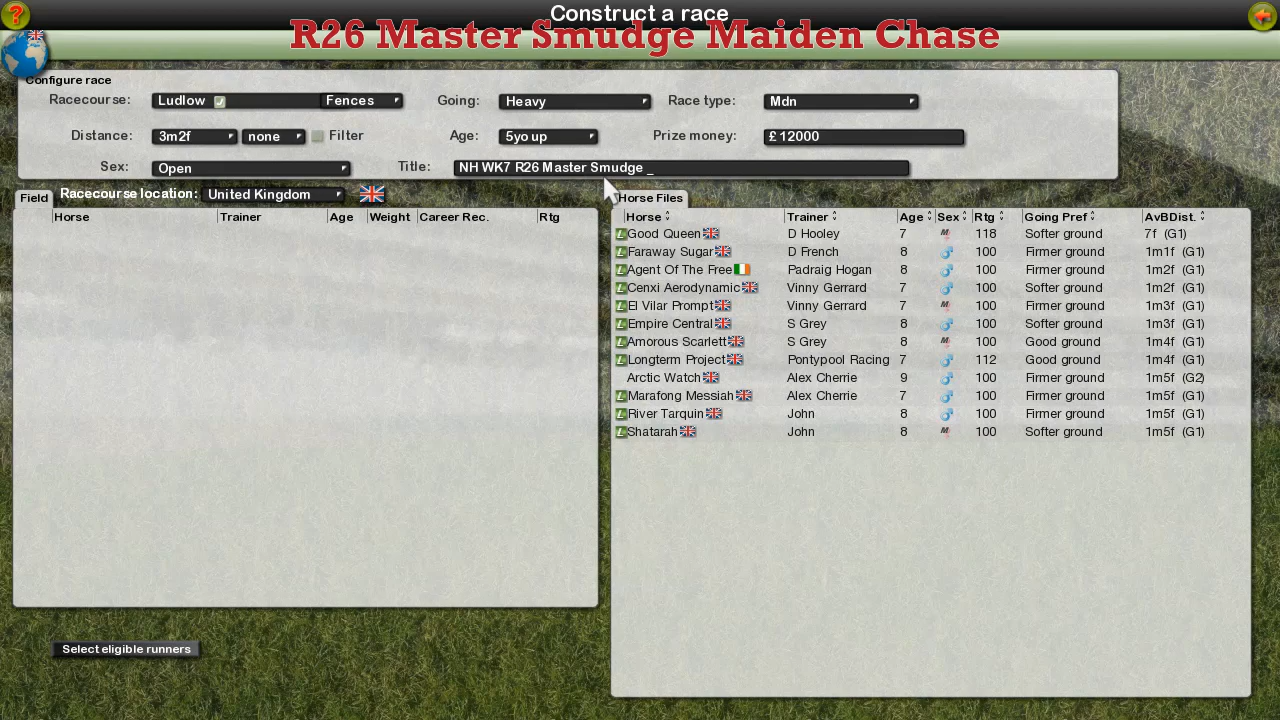 ?
Construct a race
R26 Master Smudge Maiden Chase
Configure race
Racecourse: Ludlow Fences Going: Heavy Race type: Mdn
Distance: 3m2f none Filter Age: 5yo up Prize money: £ 12000
Sex: Open Title: NH WK7 R26 Master Smudge _
Field Racecourse location: United Kingdom
Horse Trainer Age Weight Career Rec. Rtg
Horse Files
Horse Trainer Age Sex Rtg Going Pref AvBDist.
L Good Queen D Hooley 7 M 118 Softer ground 7f (G1)
L Faraway Sugar D French 8 100 Firmer ground 1m1f (G1)
L Agent Of The Free Padraig Hogan 8 100 Firmer ground 1m2f (G1)
L Cenxi Aerodynamic Vinny Gerrard 7 100 Softer ground 1m2f (G1)
L El Vilar Prompt Vinny Gerrard 7 M 100 Firmer ground 1m3f (G1)
L Empire Central S Grey 8 100 Softer ground 1m3f (G1)
L Amorous Scarlett S Grey 8 M 100 Good ground 1m4f (G1)
L Longterm Project Pontypool Racing 7 112 Good ground 1m4f (G1)
Arctic Watch Alex Cherrie 9 100 Firmer ground 1m5f (G2)
L Marafong Messiah Alex Cherrie 7 100 Firmer ground 1m5f (G1)
L River Tarquin John 8 100 Firmer ground 1m5f (G1)
L Shatarah John 8 M 100 Softer ground 1m5f (G1)
Select eligible runners